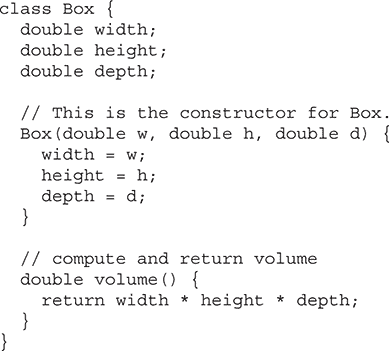 class Box {
  double width;
  double height;
  double depth;

  // This is the constructor for Box.
  Box(double w, double h, double d) {
    width = w;
    height = h;
    depth = d;
  }

  // compute and return volume
  double volume() {
    return width * height * depth;
  }
}